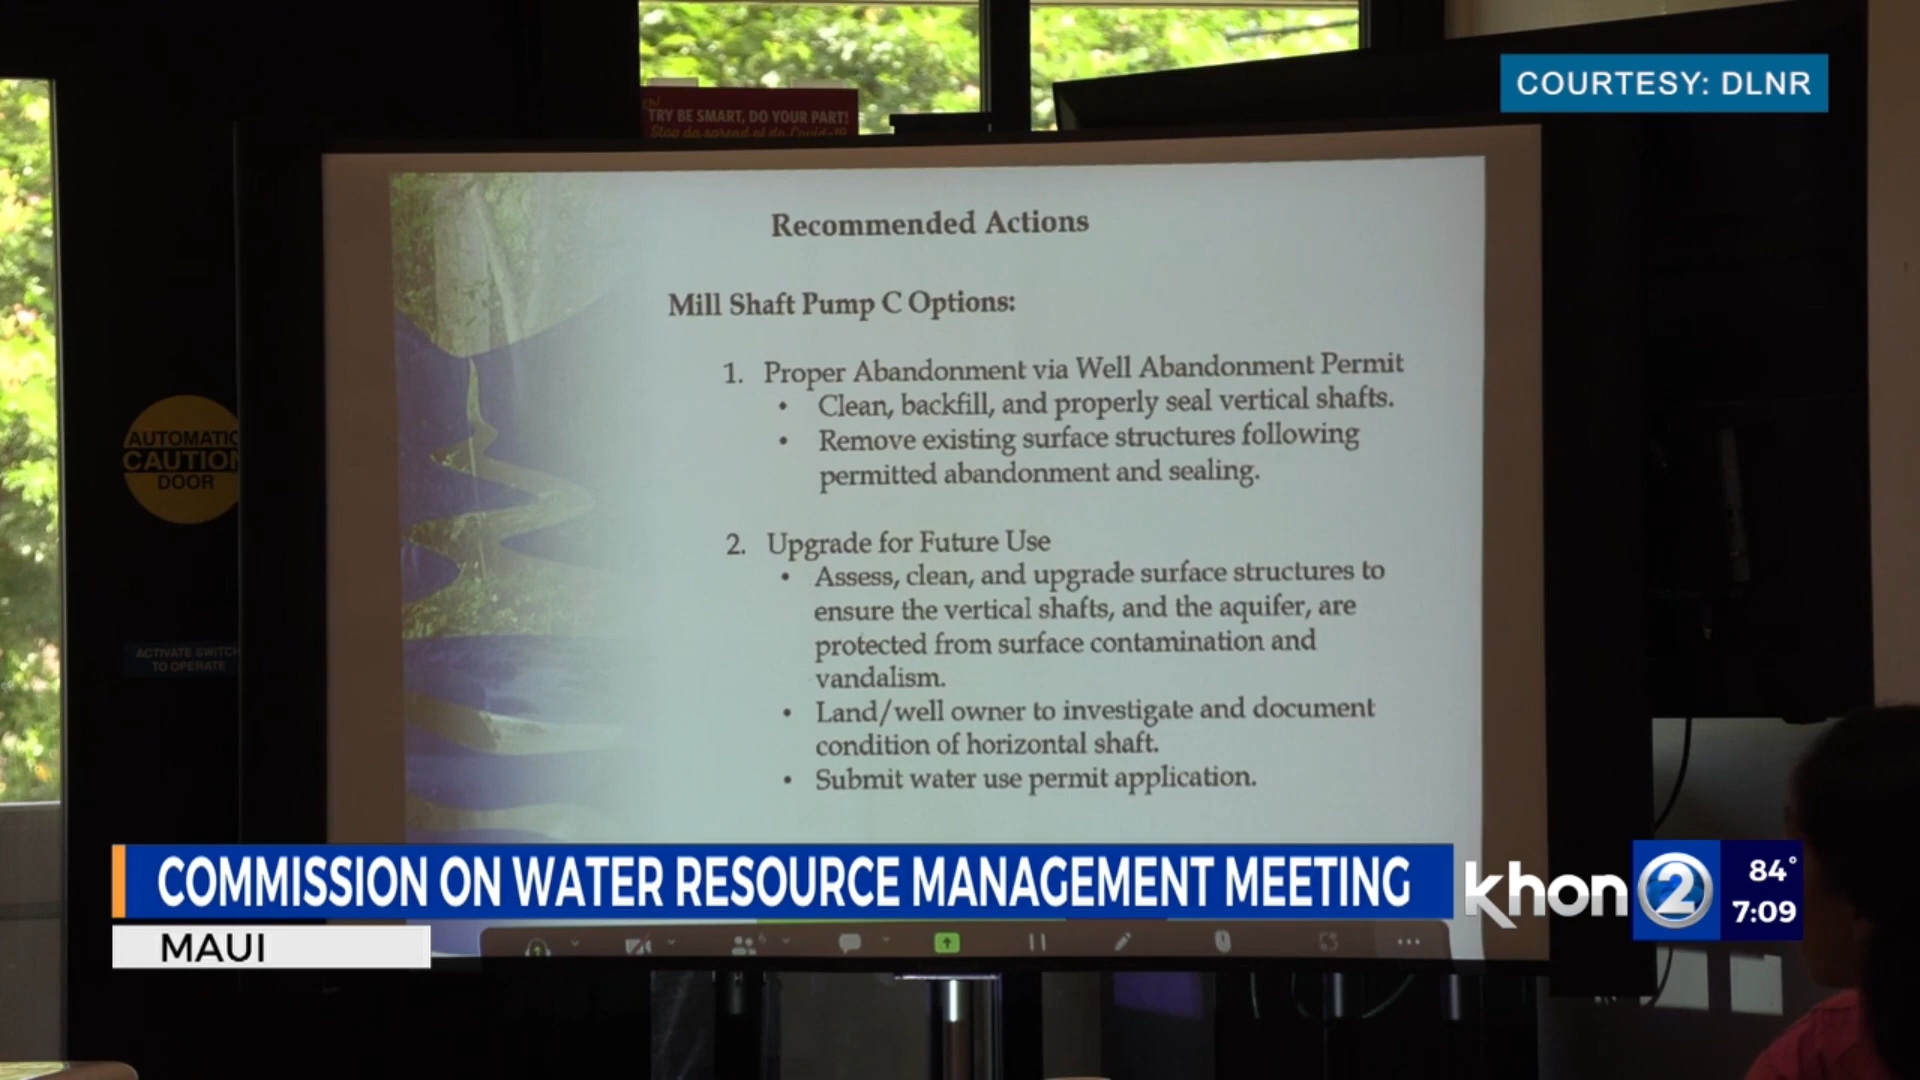 COURTESY: DLNR
TRY BE SMART, DO YOUR PART!
Recommended Actions
Mill Shaft Pump C Options:
1. Proper Abandonment via Well Abandonment Permit
• Clean, backfill, and properly seal vertical shafts.
• Remove existing surface structures following
permitted abandonment and sealing.
2. Upgrade for Future Use
• Assess, clean, and upgrade surface structures to
ensure the vertical shafts, and the aquifer, are
protected from surface contamination and
vandalism.
• Land/well owner to investigate and document
condition of horizontal shaft.
• Submit water use permit application.
AUTOMATIC
CAUTION
DOOR
ACTIVATE SWITCH
TO OPERATE
COMMISSION ON WATER RESOURCE MANAGEMENT MEETING
MAUI
khon 2
84°
7:09